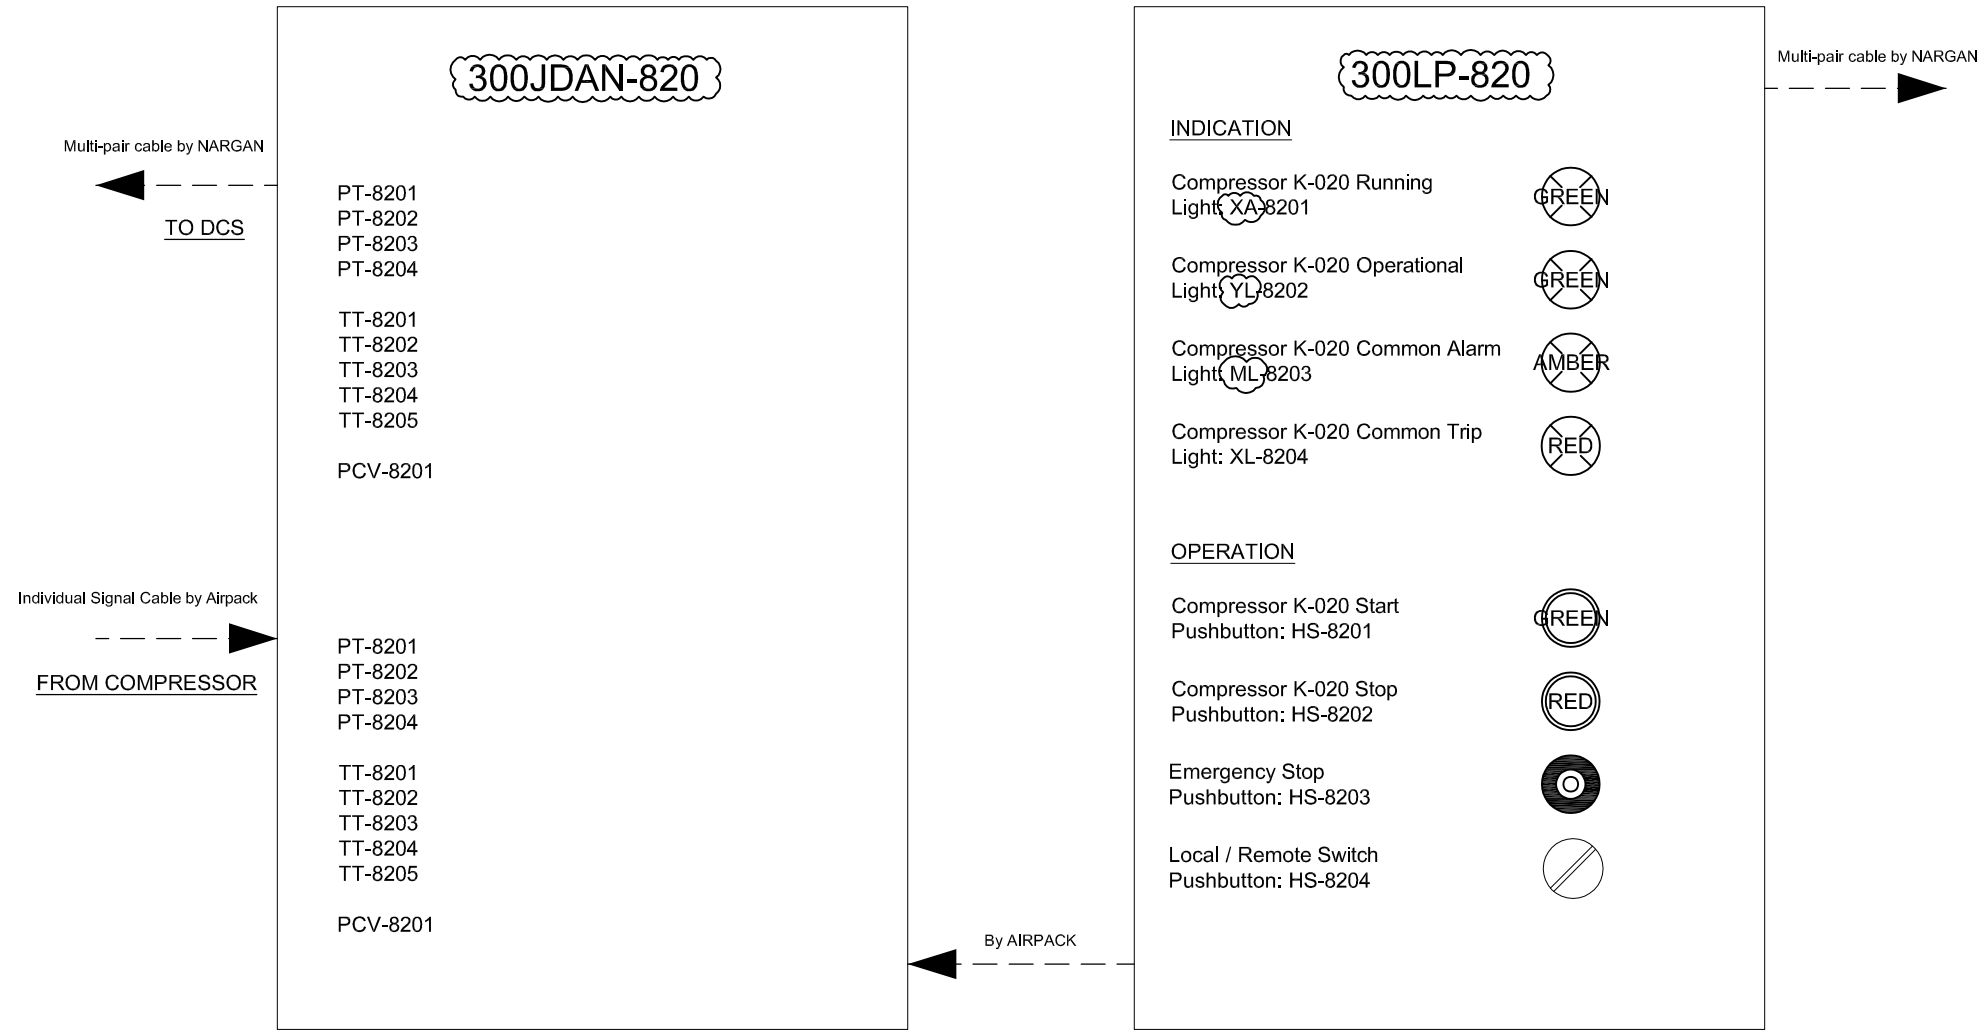 300JDAN-820
Multi-pair cable by NARGAN
TO DCS
PT-8201
PT-8202
PT-8203
PT-8204
TT-8201
TT-8202
TT-8203
TT-8204
TT-8205
PCV-8201
Individual Signal Cable by Airpack
FROM COMPRESSOR
PT-8201
PT-8202
PT-8203
PT-8204
TT-8201
TT-8202
TT-8203
TT-8204
TT-8205
PCV-8201
By AIRPACK
300LP-820
Multi-pair cable by NARGAN
INDICATION
Compressor K-020 Running
Light: XA-8201
GREEN
Compressor K-020 Operational
Light: YL-8202
GREEN
Compressor K-020 Common Alarm
Light: ML-8203
AMBER
Compressor K-020 Common Trip
Light: XL-8204
RED
OPERATION
Compressor K-020 Start
Pushbutton: HS-8201
GREEN
Compressor K-020 Stop
Pushbutton: HS-8202
RED
Emergency Stop
Pushbutton: HS-8203
Local / Remote Switch
Pushbutton: HS-8204